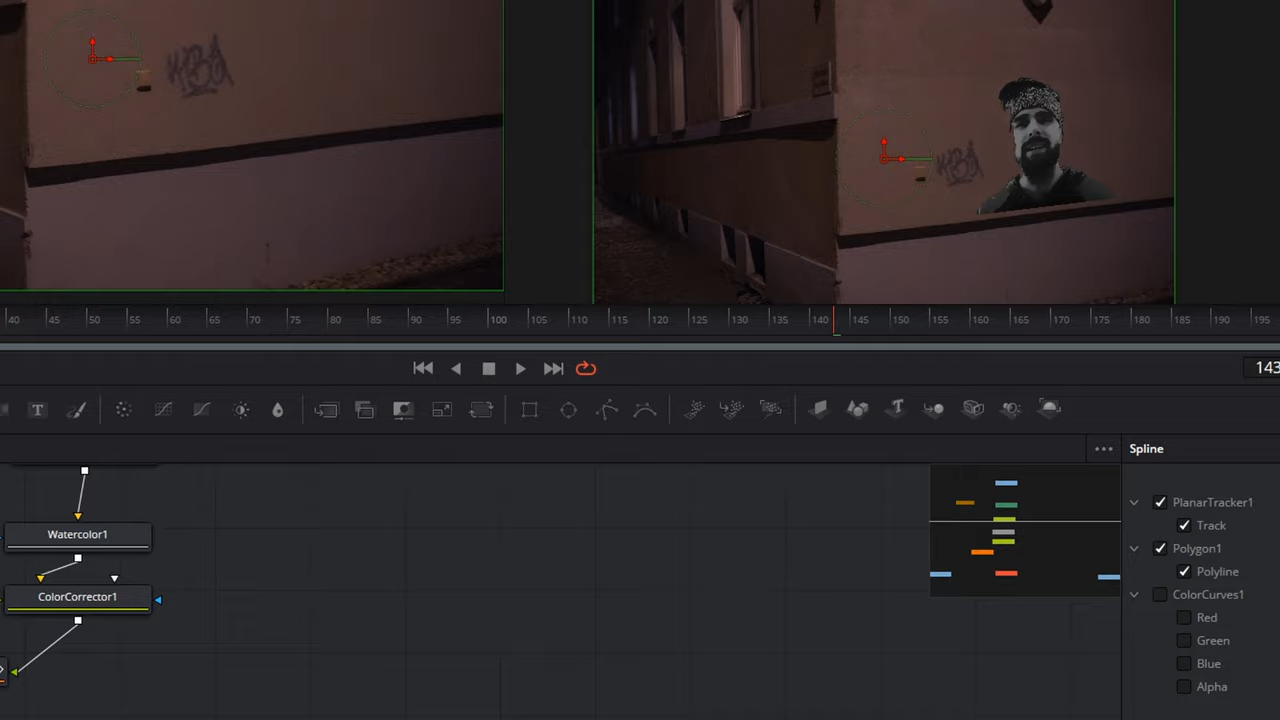 40 45 50 55 60 65 70 75 80 85 90 95 100 105 110 115 120 125 130 135 140 145 150 155 160 165 170 175 180 185 190 195
143
T
Spline
PlanarTracker1
Track
Watercolor1
Polygon1
Polyline
ColorCorrector1
ColorCurves1
Red
Green
Blue
Alpha